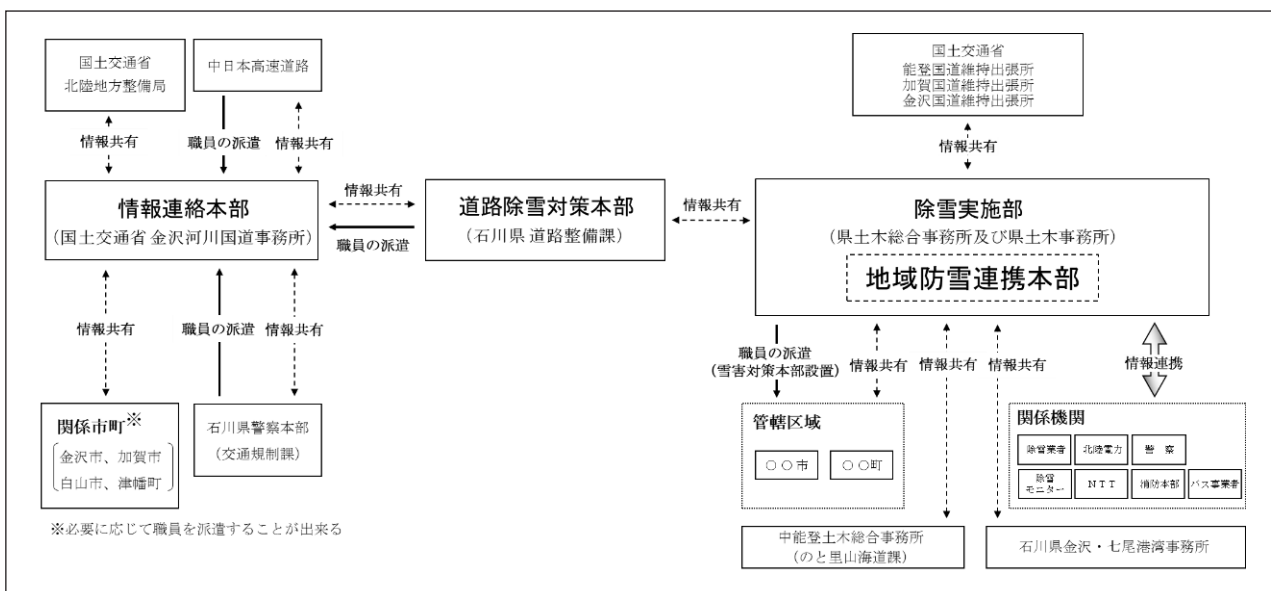 国土交通省
北陸地方整備局
中日本高速道路
国土交通省
能登国道維持出張所
加賀国道維持出張所
金沢国道維持出張所
情報共有
職員の派遣
情報共有
情報共有
情報連絡本部
(国土交通省 金沢河川国道事務所)
情報共有
職員の派遣
道路除雪対策本部
(石川県 道路整備課)
情報共有
除雪実施部
(県土木総合事務所及び県土木事務所)
地域防雪連携本部
情報共有
職員の派遣
情報共有
職員の派遣
(雪害対策本部設置)
情報共有
情報共有
情報共有
情報連携
関係市町※
金沢市、加賀市
白山市、津幡町
石川県警察本部
(交通規制課)
管轄区域
○○市
○○町
関係機関
除雪業者
北陸電力
警 察
除雪
モニター
NTT
消防本部
バス事業者
※必要に応じて職員を派遣することが出来る
中能登土木総合事務所
(のと里山海道課)
石川県金沢・七尾港湾事務所